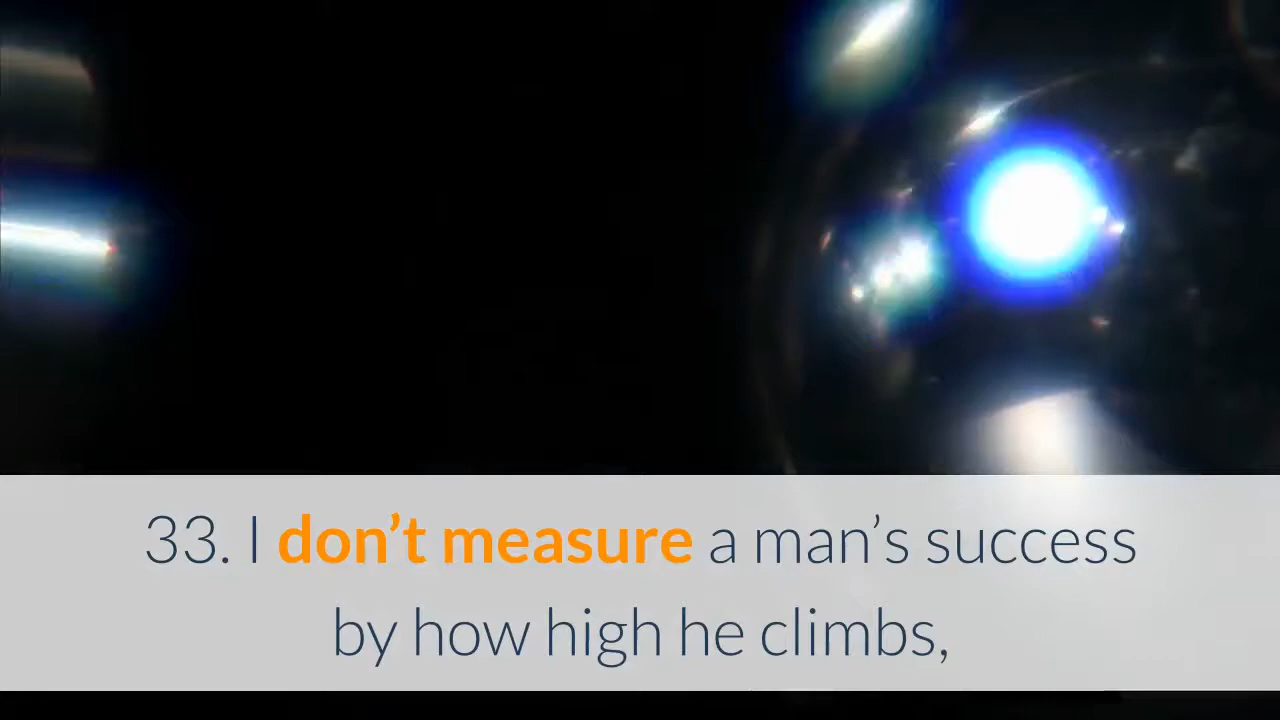 33. I don’t measure a man’s success
by how high he climbs,